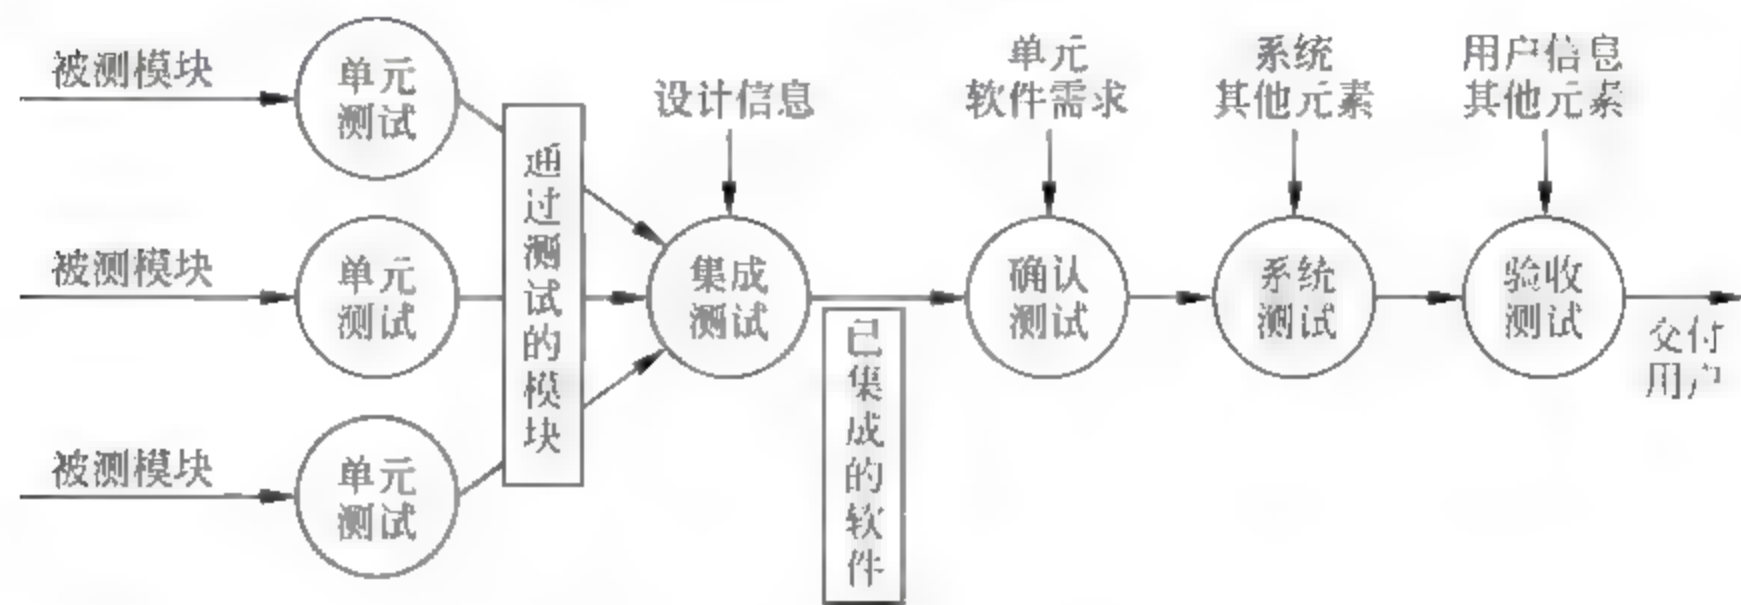 被测模块
单元
测试
被测模块
单元
测试
被测模块
单元
测试
通过测试的模块
设计信息
集成
测试
已集成的软件
单元
软件需求
确认
测试
系统
其他元素
系统
测试
用户信息
其他元素
验收
测试
交付
用户